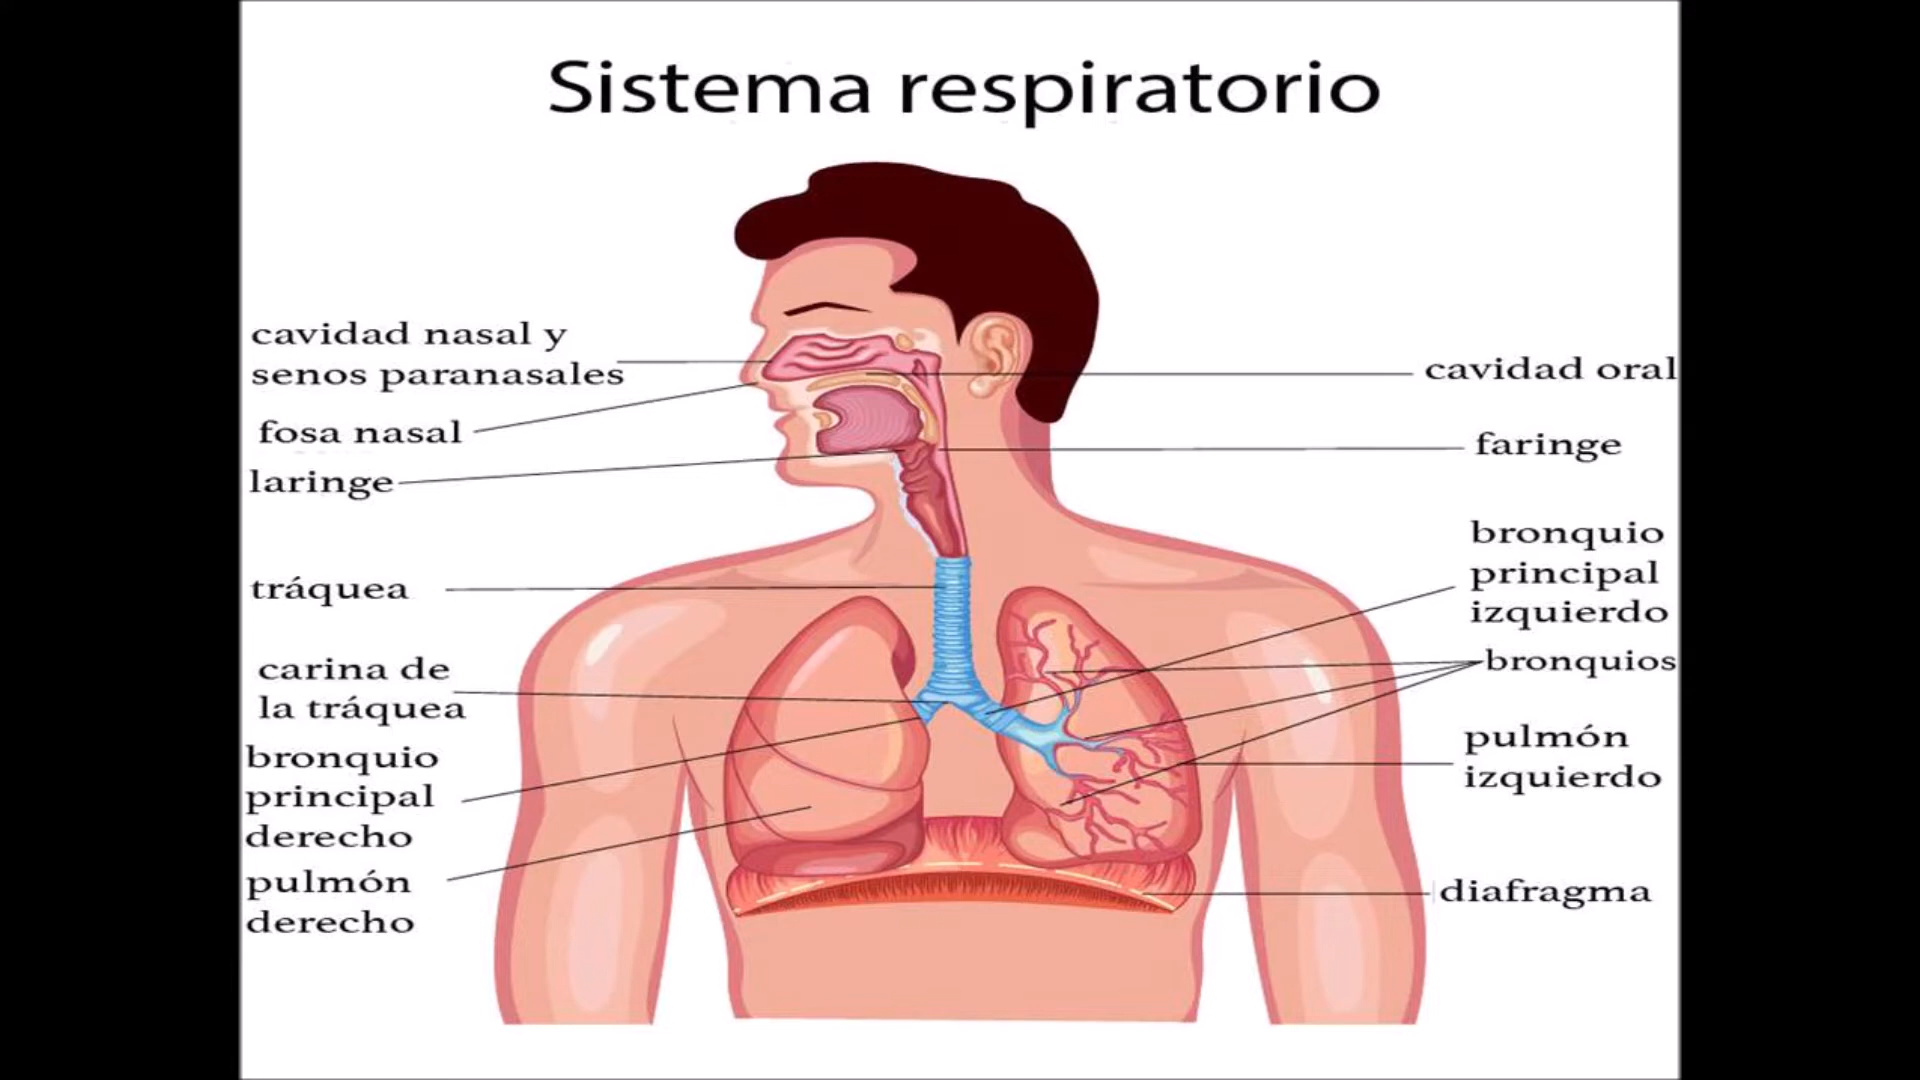 Sistema respiratorio
cavidad nasal y
senos paranasales
fosa nasal
laringe
tráquea
carina de
la tráquea
bronquio
principal
derecho
pulmón
derecho
cavidad oral
faringe
bronquio
principal
izquierdo
bronquios
pulmón
izquierdo
diafragma